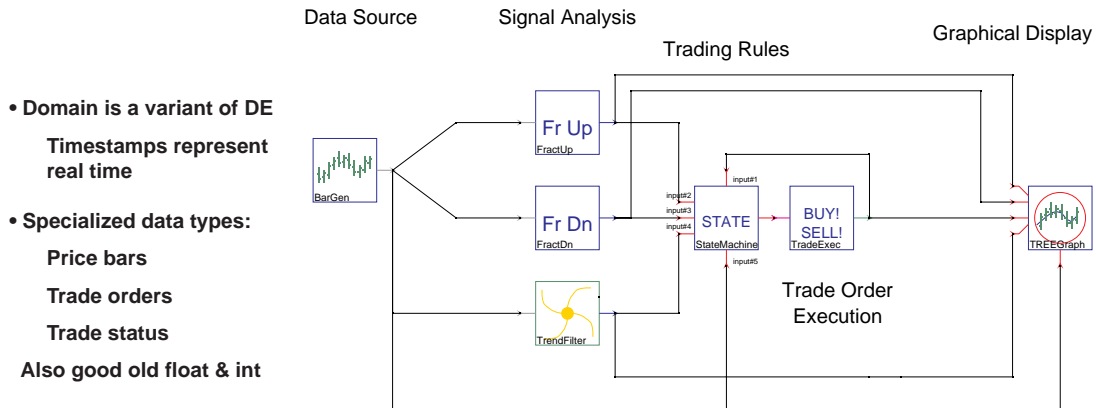 Data Source
Signal Analysis
Trading Rules
Graphical Display
• Domain is a variant of DE
Timestamps represent
real time
• Specialized data types:
Price bars
Trade orders
Trade status
Also good old float & int
BarGen
Fr Up
FractUp
Fr Dn
FractDn
TrendFilter
input#1
input#2
input#3
input#4
input#5
STATE
StateMachine
BUY!
SELL!
TradeExec
Trade Order
Execution
TREEGraph